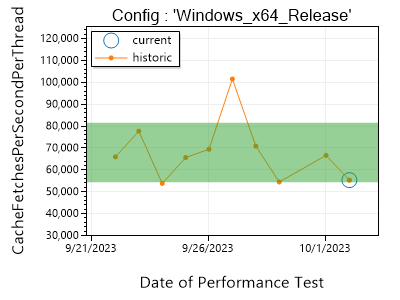 Config : 'Windows_x64_Release'
CacheFetchesPerSecondPerThread
120,000
110,000
100,000
90,000
80,000
70,000
60,000
50,000
40,000
30,000
current
historic
9/21/2023
9/26/2023
10/1/2023
Date of Performance Test